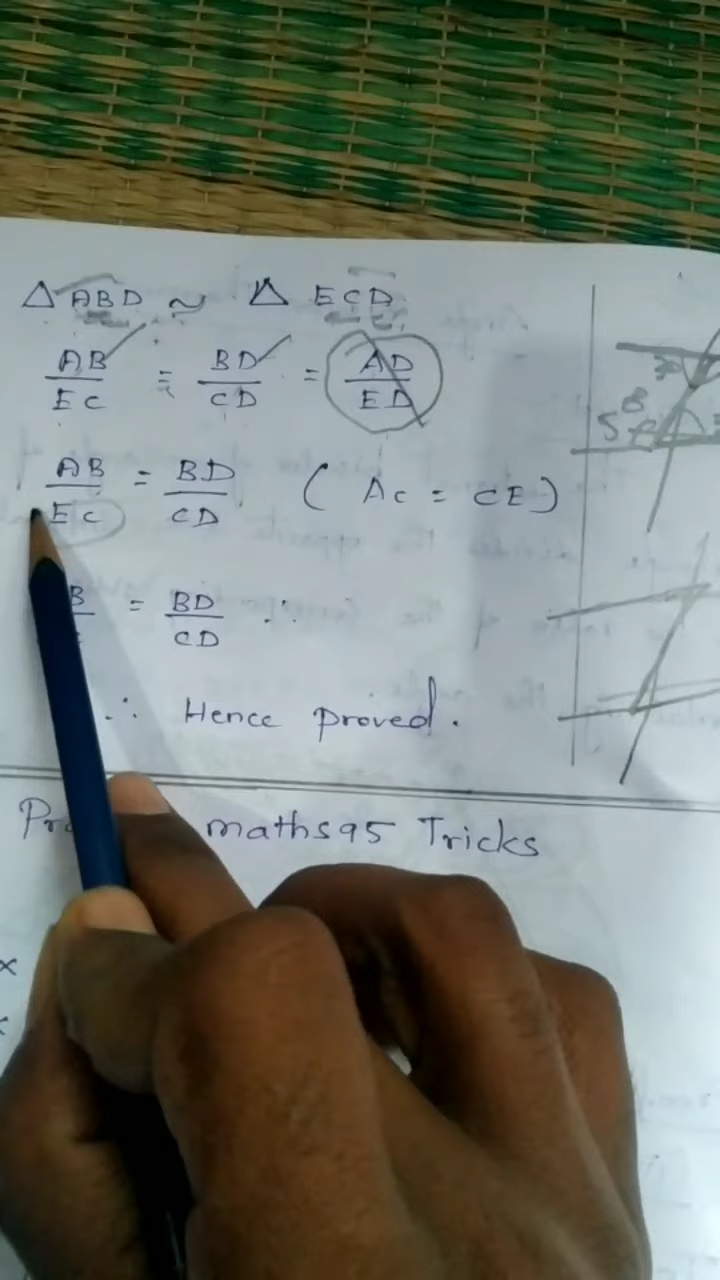 △ ABD ~ △ ECD
AB/EC = BD/CD = AD/ED
AB/EC = BD/CD ( AC = CE )
B = BD/CD ∴
∴ Hence proved.
maths95 Tricks